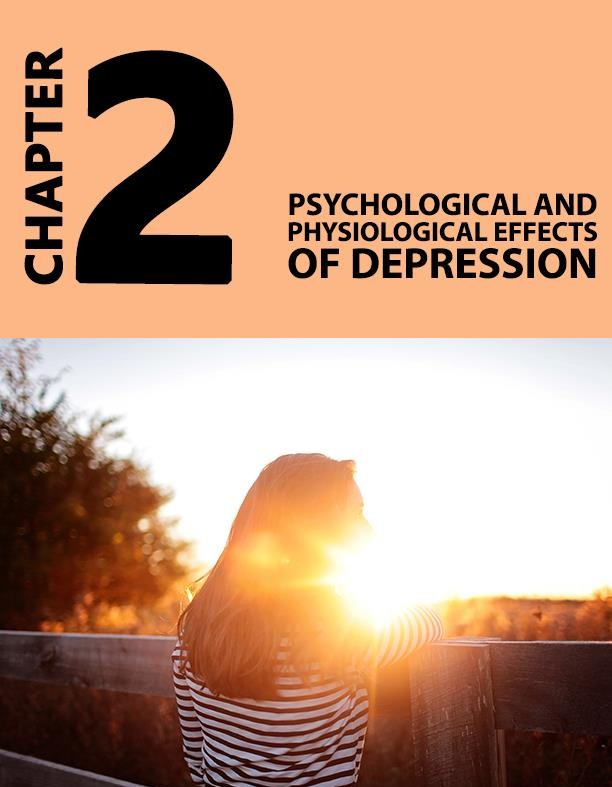 CHAPTER
2
PSYCHOLOGICAL AND
PHYSIOLOGICAL EFFECTS
OF DEPRESSION